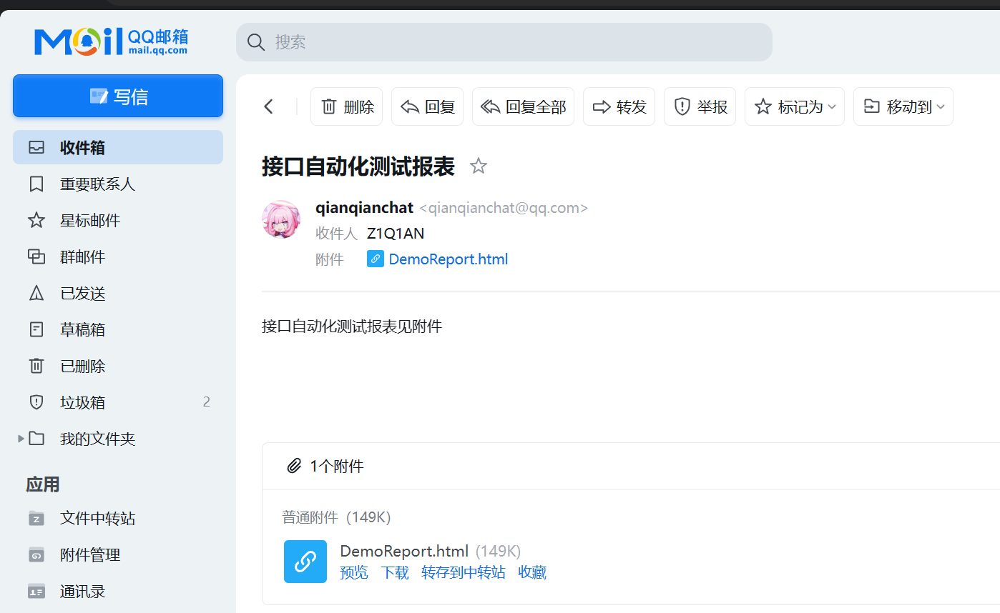 Mail QQ邮箱
mail.qq.com
搜索
写信
收件箱
重要联系人
星标邮件
群邮件
已发送
草稿箱
已删除
垃圾箱 2
我的文件夹
应用
文件中转站
附件管理
通讯录
删除 回复 回复全部 转发 举报 标记为 移动到
接口自动化测试报表
qianqianchat <qianqianchat@qq.com>
收件人 Z1Q1AN
附件 DemoReport.html
接口自动化测试报表见附件
1个附件
普通附件 (149K)
DemoReport.html (149K)
预览 下载 转存到中转站 收藏